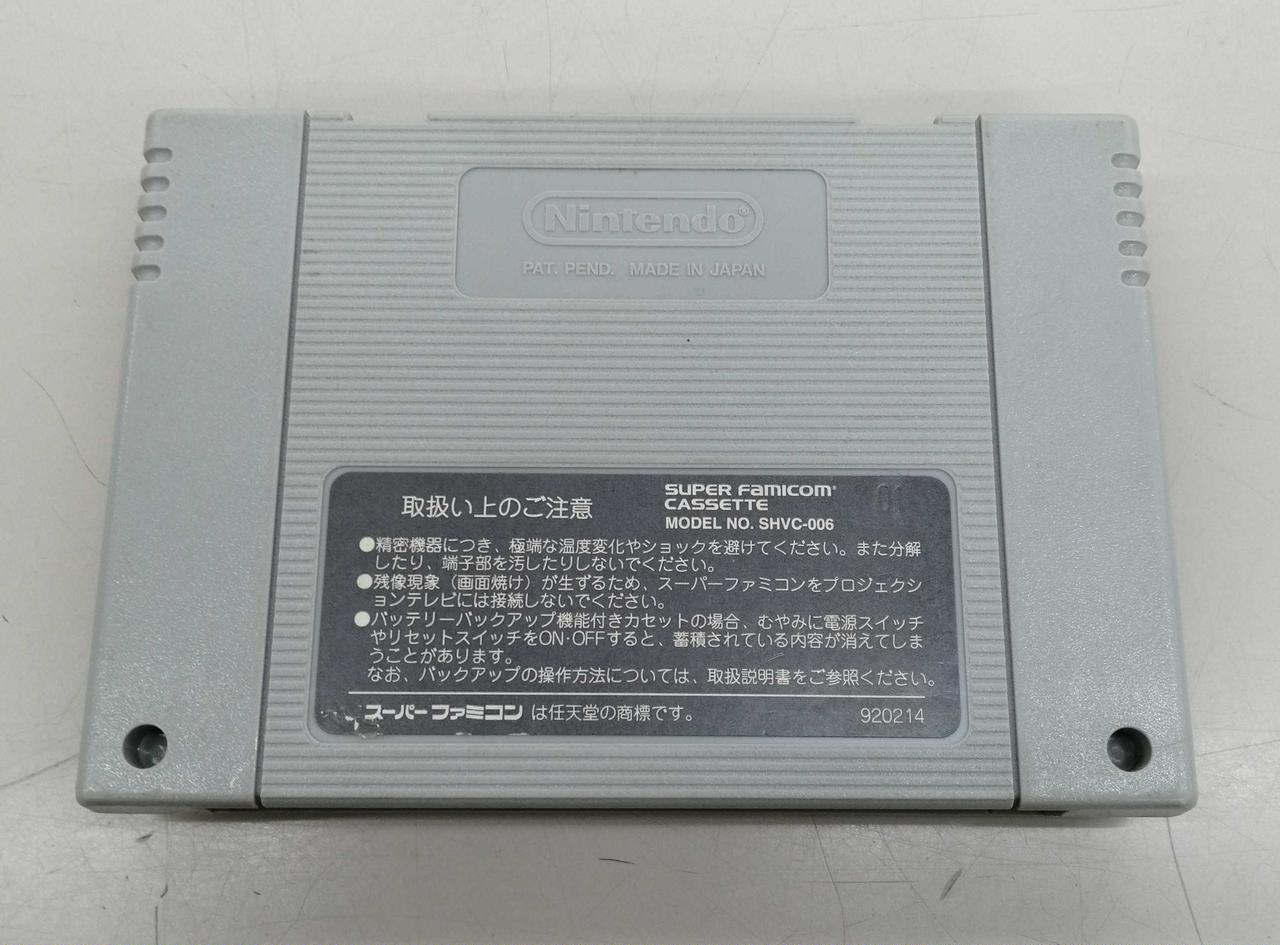 Nintendo®
PAT. PEND. MADE IN JAPAN
取扱い上のご注意
SUPER FAMICOM®
CASSETTE
MODEL NO. SHVC-006
01
●精密機器につき、極端な温度変化やショックを避けてください。また分解
したり、端子部を汚したりしないでください。
●残像現象（画面焼け）が生ずるため、スーパーファミコンをプロジェクシ
ョンテレビには接続しないでください。
●バッテリーバックアップ機能付きカセットの場合、むやみに電源スイッチ
やリセットスイッチをON·OFFすると、蓄積されている内容が消えてしま
うことがあります。
なお、バックアップの操作方法については、取扱説明書をご参照ください。
スーパーファミコン は任天堂の商標です。
920214